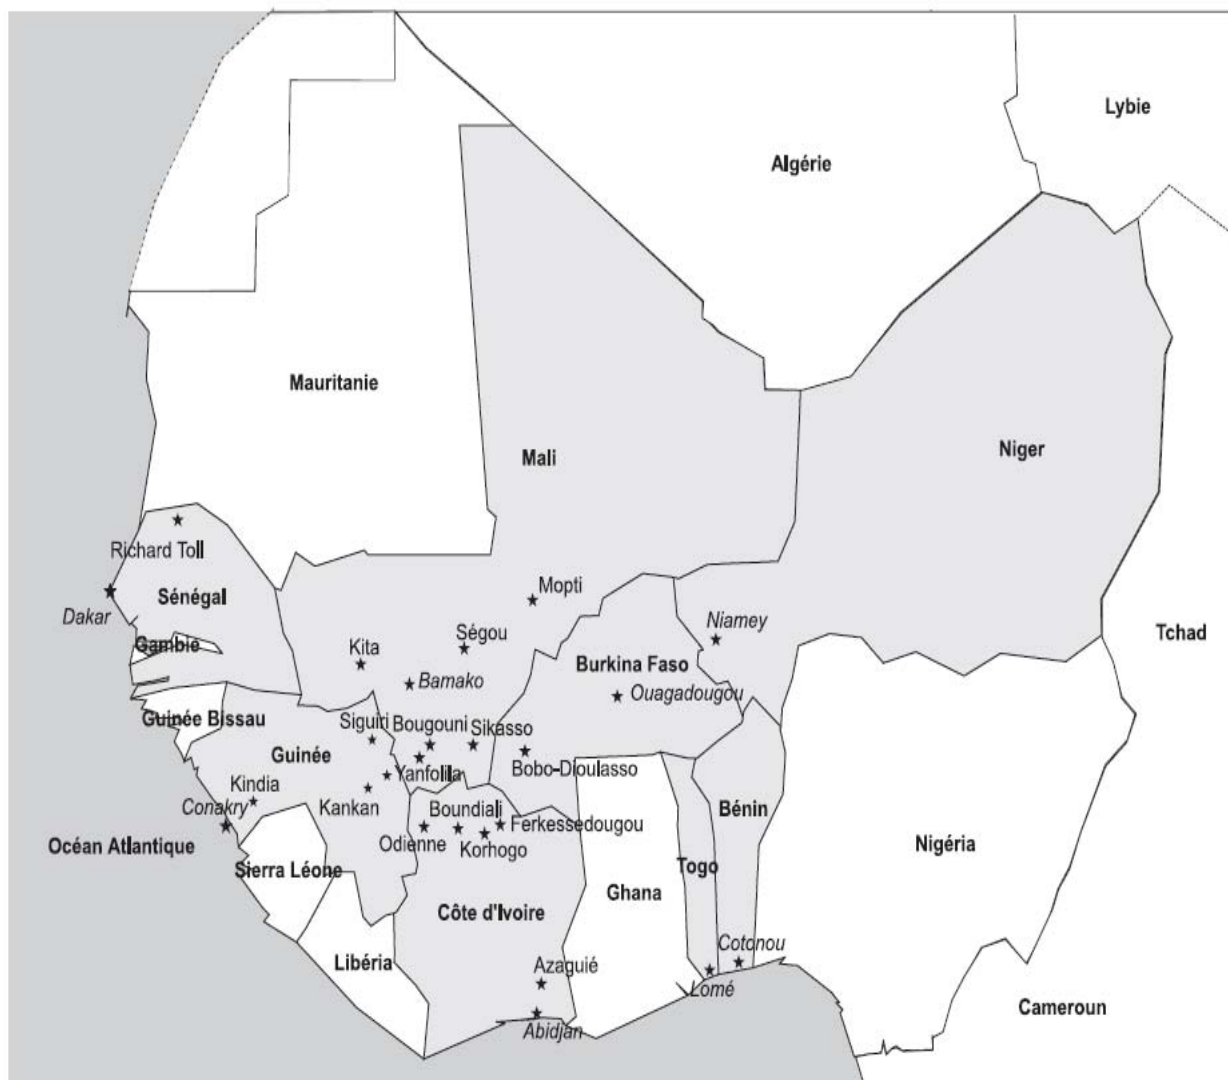 Lybie
Algérie
Mauritanie
Niger
Mali
Richard Toll
Sénégal
Mopti
Dakar
Niamey
Tchad
Gambie
Ségou
Kita
Burkina Faso
Bamako
Ouagadougou
Guinée Bissau
Siguiri
Bougouni
Sikasso
Guinée
Bobo-Dioulasso
Yanfolila
Kindia
Kankan
Conakry
Boundiali
Bénin
Ferkessedougou
Odienne
Korhogo
Océan Atlantique
Nigéria
Sierra Léone
Togo
Ghana
Côte d'Ivoire
Cotonou
Libéria
Azaguié
Lomé
Cameroun
Abidjan